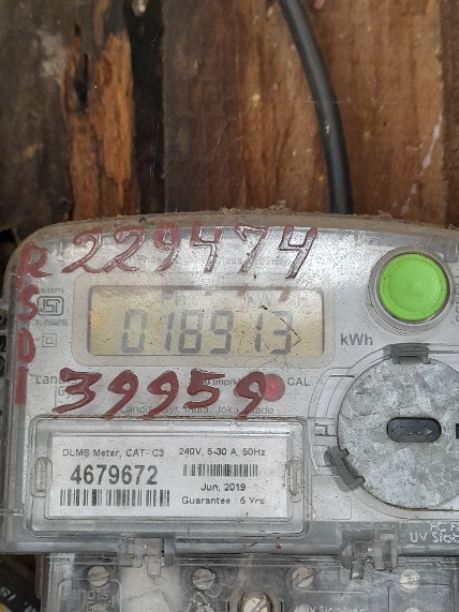 229474
RSDI
018913
kWh
39959
CAL
DLMS Meter, CAT- C3
240V, 5-30 A, 50Hz
4679672
Jun, 2019
Guarantee : 5 Yrs